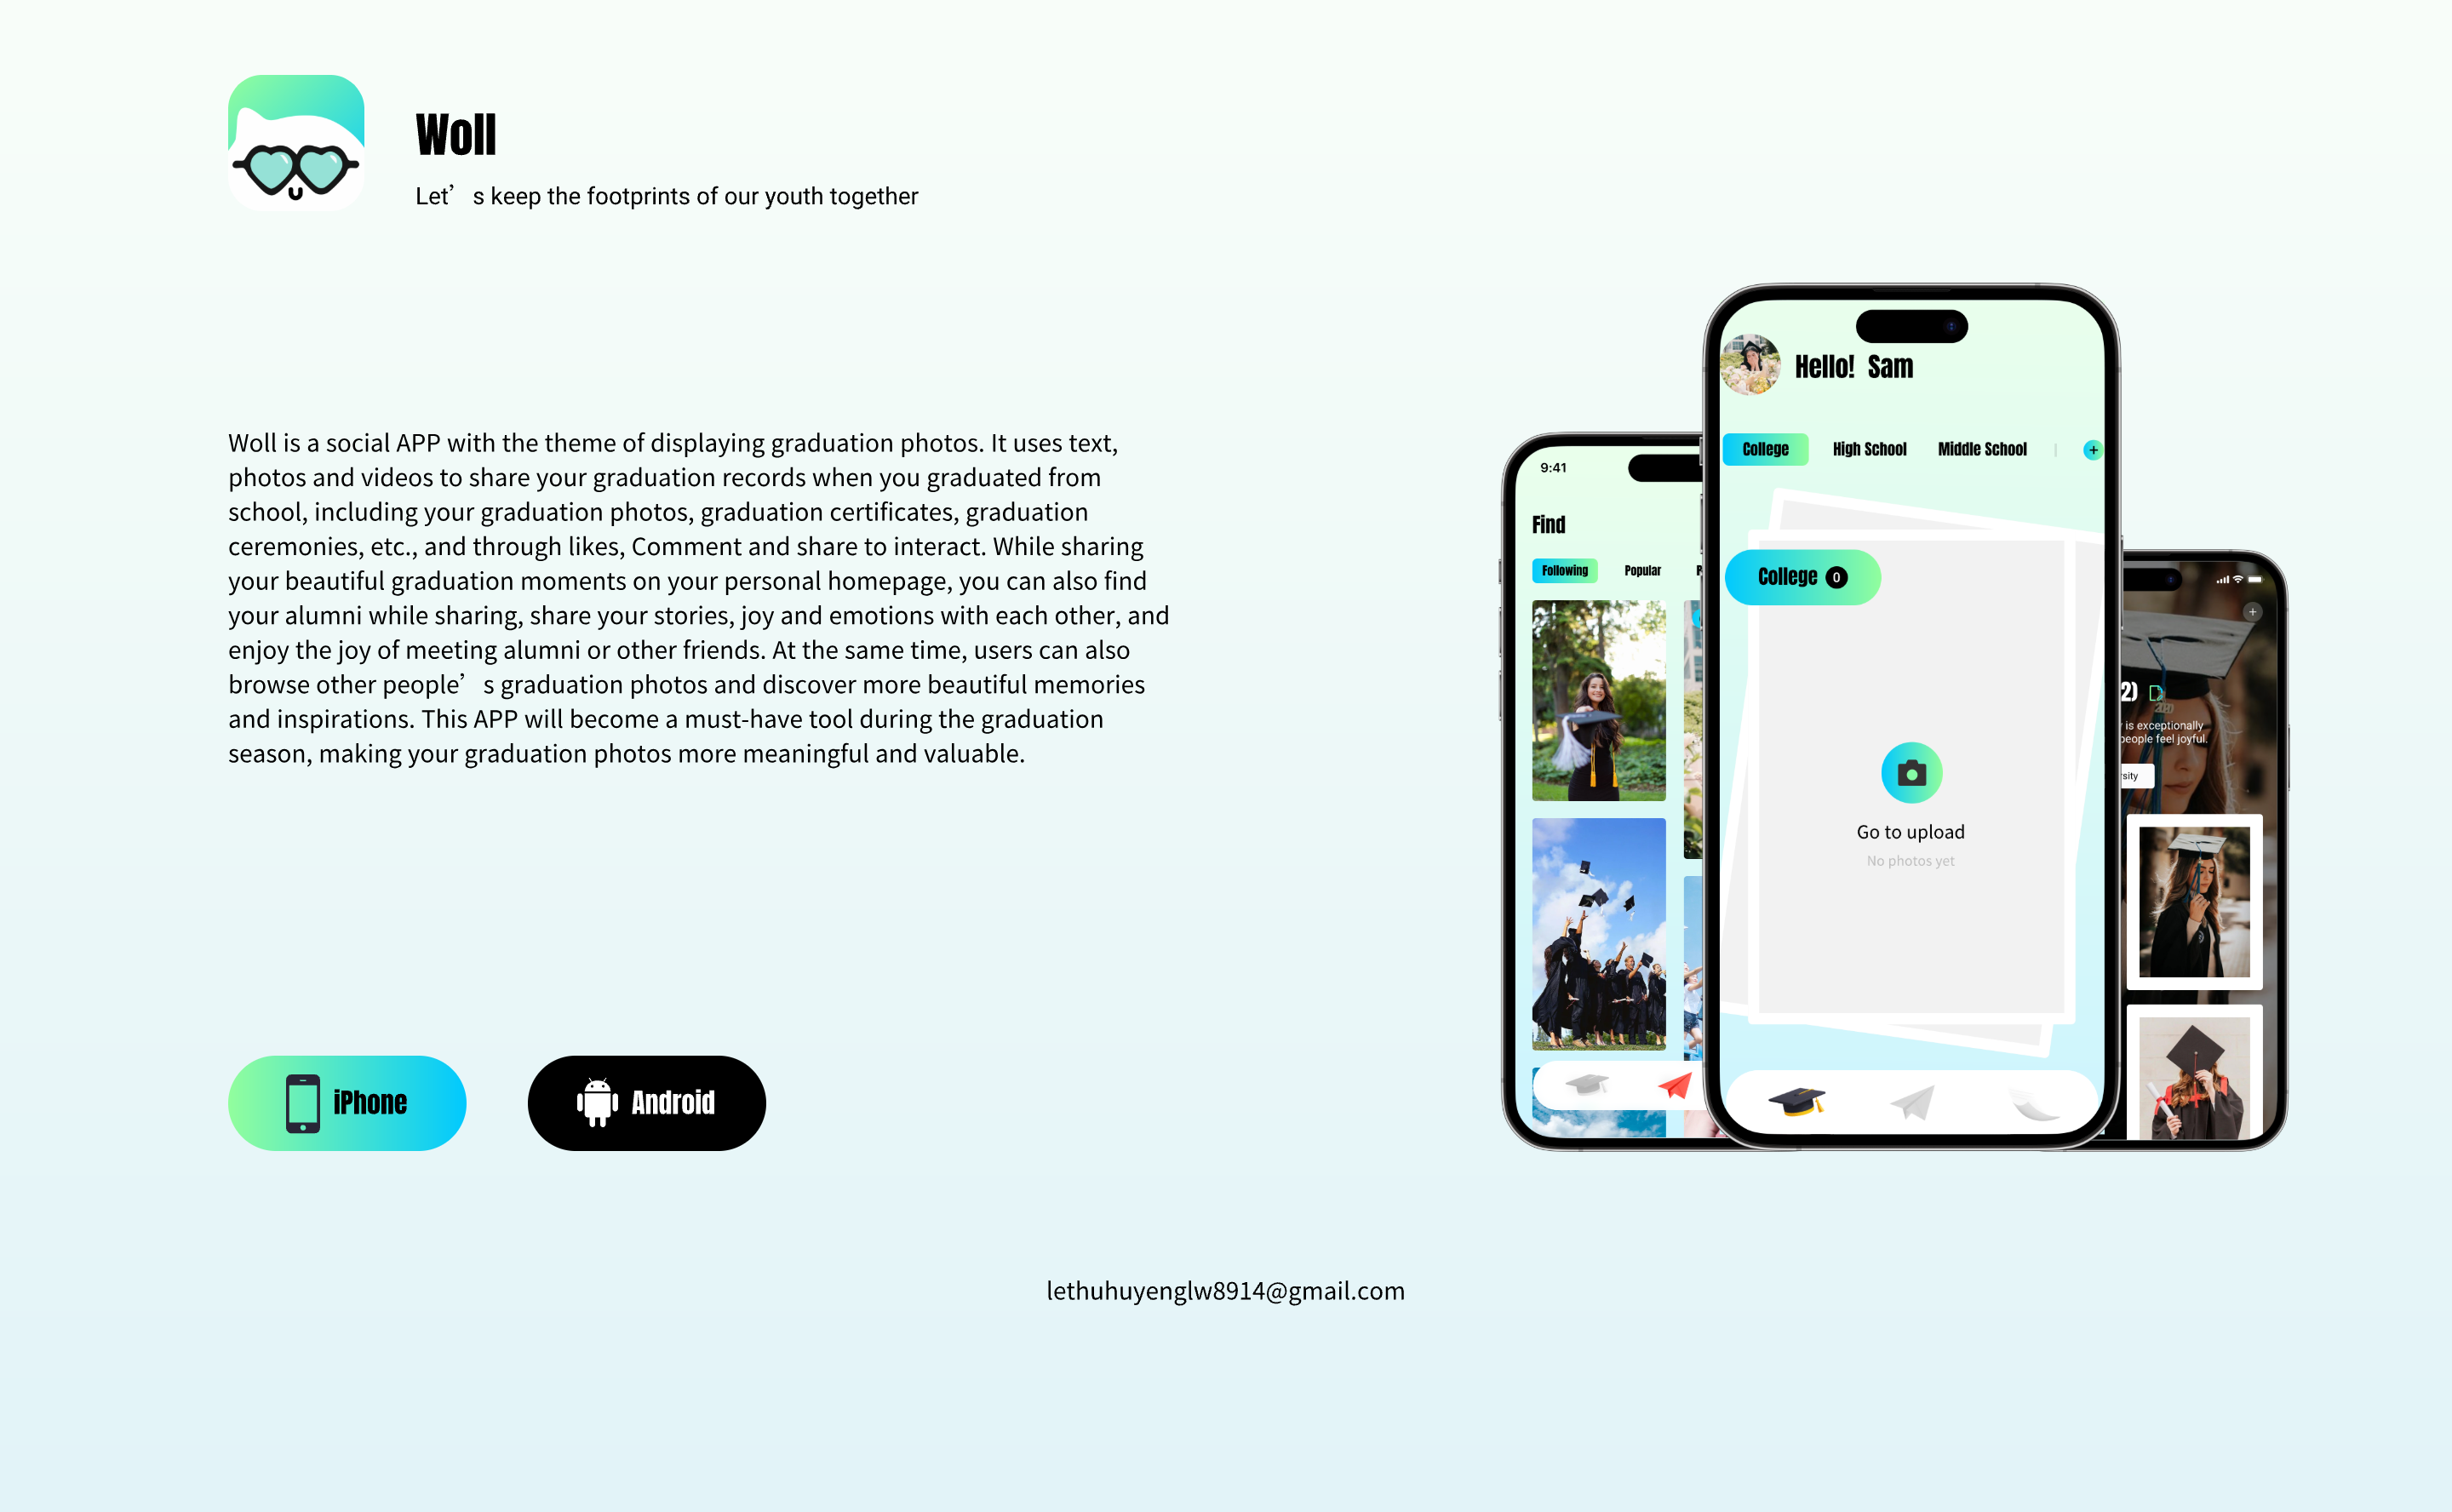 Woll
Let’s keep the footprints of our youth together
Woll is a social APP with the theme of displaying graduation photos. It uses text,
photos and videos to share your graduation records when you graduated from
school, including your graduation photos, graduation certificates, graduation
ceremonies, etc., and through likes, Comment and share to interact. While sharing
your beautiful graduation moments on your personal homepage, you can also find
your alumni while sharing, share your stories, joy and emotions with each other, and
enjoy the joy of meeting alumni or other friends. At the same time, users can also
browse other people’s graduation photos and discover more beautiful memories
and inspirations. This APP will become a must-have tool during the graduation
season, making your graduation photos more meaningful and valuable.
iPhone
Android
9:41
Find
Following Popular
Hello! Sam
College High School Middle School
College 0
Go to upload
No photos yet
2)
is exceptionally
people feel joyful.
lethuhuyenglw8914@gmail.com